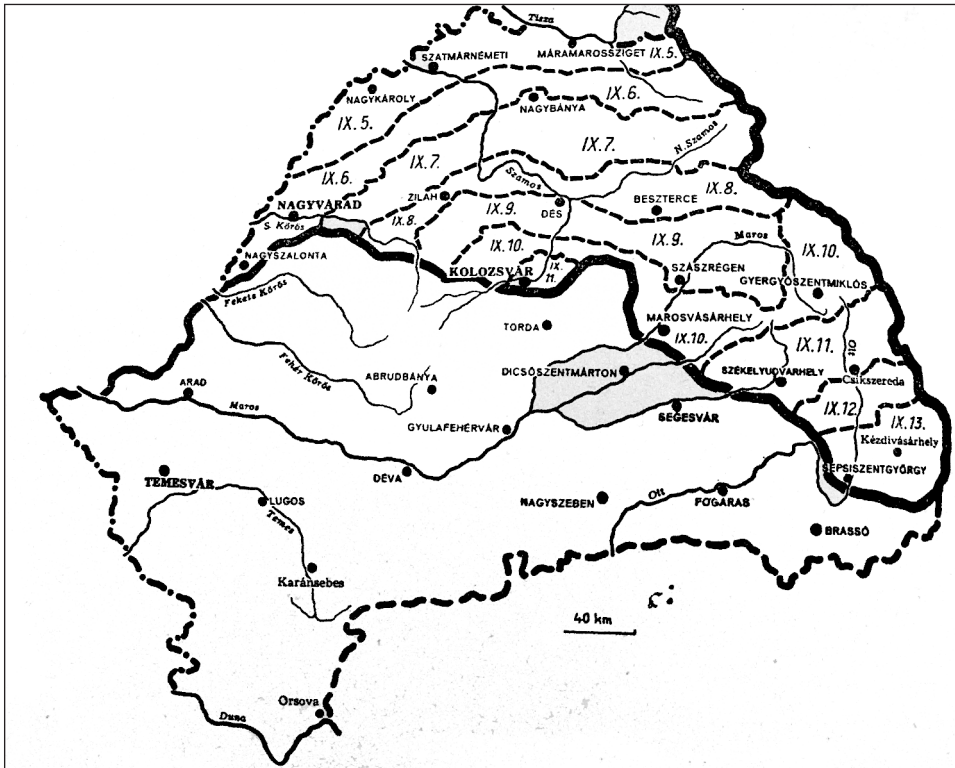 Tisza
SZATMÁRNÉMETI
MÁRAMAROSSZIGET
IX.5.
NAGYKÁROLY
IX.6.
NAGYBÁNYA
IX.5.
IX.7.
N. Szamos
IX.7.
IX.6.
Szamos
ZILAH
IX.8.
BESZTERCE
NAGYVÁRAD
DÉS
IX.9.
IX.8.
S. Körös
IX.9.
Maros
IX.10.
IX.10.
NAGYSZALONTA
KOLOZSVÁR
IX.
11.
SZÁSZRÉGEN
GYERGYÓSZENTMIKLÓS
Fekete Körös
TORDA
MAROSVÁSÁRHELY
IX.10.
IX.11.
Olt
Fehér Körös
ABRUDBÁNYA
DICSŐSZENTMÁRTON
SZÉKELYUDVARHELY
Csikszereda
ARAD
Maros
SEGESVÁR
IX.12.
IX.13.
GYULAFEHÉRVÁR
Kézdivásárhely
TEMESVÁR
DÉVA
SEPSISZENTGYÖRGY
LUGOS
NAGYSZEBEN
Olt
FOGARAS
Temes
BRASSÓ
Karánsebes
40 km
Orsova
Duna